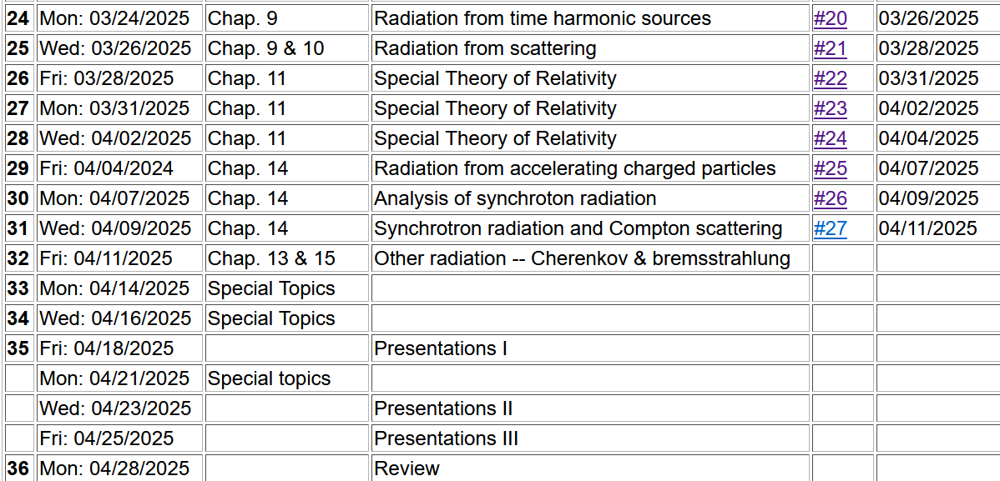 24 Mon: 03/24/2025 Chap. 9 Radiation from time harmonic sources #20 03/26/2025
25 Wed: 03/26/2025 Chap. 9 & 10 Radiation from scattering #21 03/28/2025
26 Fri: 03/28/2025 Chap. 11 Special Theory of Relativity #22 03/31/2025
27 Mon: 03/31/2025 Chap. 11 Special Theory of Relativity #23 04/02/2025
28 Wed: 04/02/2025 Chap. 11 Special Theory of Relativity #24 04/04/2025
29 Fri: 04/04/2024 Chap. 14 Radiation from accelerating charged particles #25 04/07/2025
30 Mon: 04/07/2025 Chap. 14 Analysis of synchroton radiation #26 04/09/2025
31 Wed: 04/09/2025 Chap. 14 Synchrotron radiation and Compton scattering #27 04/11/2025
32 Fri: 04/11/2025 Chap. 13 & 15 Other radiation -- Cherenkov & bremsstrahlung
33 Mon: 04/14/2025 Special Topics
34 Wed: 04/16/2025 Special Topics
35 Fri: 04/18/2025 Presentations I
Mon: 04/21/2025 Special topics
Wed: 04/23/2025 Presentations II
Fri: 04/25/2025 Presentations III
36 Mon: 04/28/2025 Review